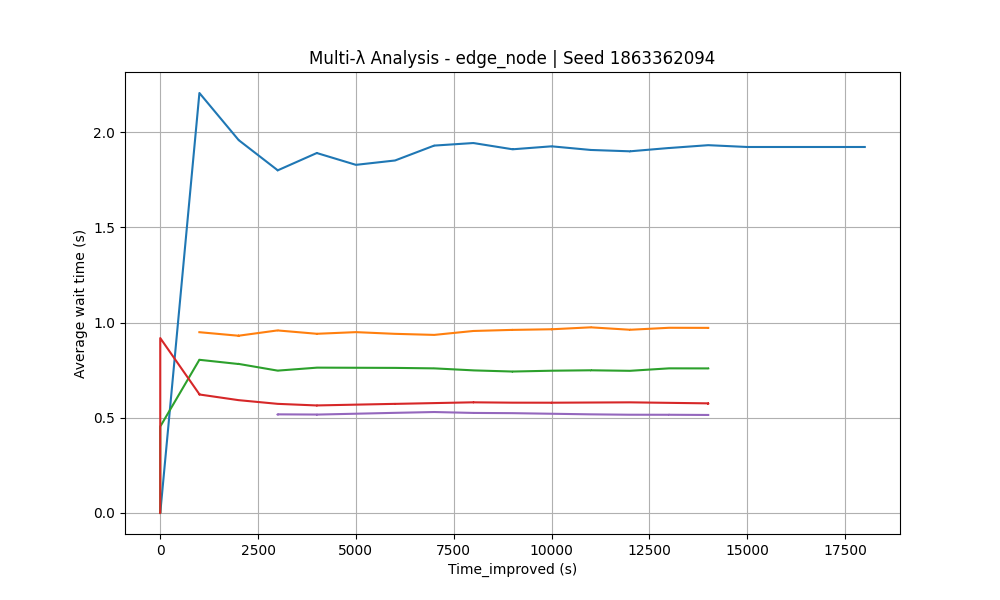 Multi-λ Analysis - edge_node | Seed 1863362094
Average wait time (s)
2.0
1.5
1.0
0.5
0.0
0 2500 5000 7500 10000 12500 15000 17500
Time_improved (s)